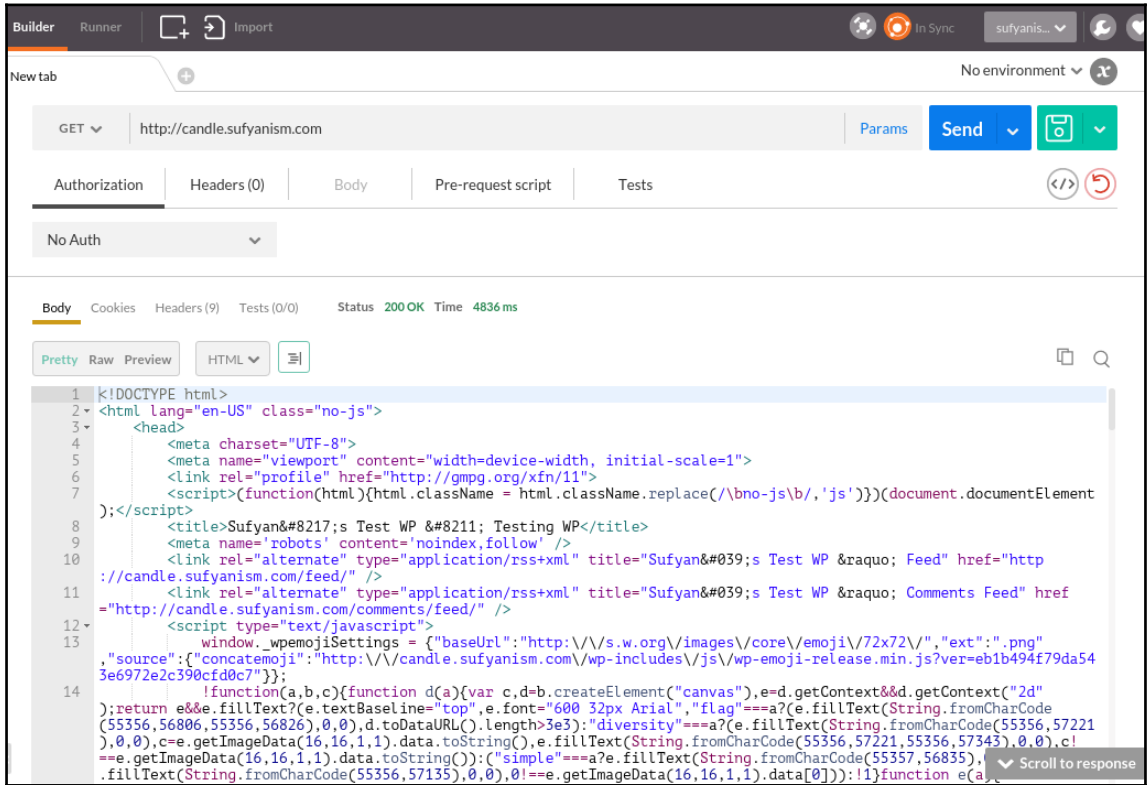 Builder Runner Import In Sync sufyanis...
New tab No environment
GET http://candle.sufyanism.com Params Send
Authorization Headers (0) Body Pre-request script Tests
No Auth
Body Cookies Headers (9) Tests (0/0) Status 200 OK Time 4836 ms
Pretty Raw Preview HTML
1 <!DOCTYPE html>
2 <html lang="en-US" class="no-js">
3 <head>
4 <meta charset="UTF-8">
5 <meta name="viewport" content="width=device-width, initial-scale=1">
6 <link rel="profile" href="http://gmpg.org/xfn/11">
7 <script>(function(html){html.className = html.className.replace(/\bno-js\b/,'js')})(document.documentElement
);</script>
8 <title>Sufyan&#8217;s Test WP &#8211; Testing WP</title>
9 <meta name='robots' content='noindex,follow' />
10 <link rel="alternate" type="application/rss+xml" title="Sufyan&#039;s Test WP &raquo; Feed" href="http
://candle.sufyanism.com/feed/" />
11 <link rel="alternate" type="application/rss+xml" title="Sufyan&#039;s Test WP &raquo; Comments Feed" href
="http://candle.sufyanism.com/comments/feed/" />
12 <script type="text/javascript">
13 window._wpemojiSettings = {"baseUrl":"http:\/\/s.w.org\/images\/core\/emoji\/72x72\/","ext":".png"
,"source":{"concatemoji":"http:\/\/candle.sufyanism.com\/wp-includes\/js\/wp-emoji-release.min.js?ver=eb1b494f79da54
3e6972e2c390cfd0c7"}};
14 !function(a,b,c){function d(a){var c,d=b.createElement("canvas"),e=d.getContext&&d.getContext("2d"
);return e&&e.fillText?(e.textBaseline="top",e.font="600 32px Arial","flag"===a?(e.fillText(String.fromCharCode
(55356,56806,55356,56826),0,0),d.toDataURL().length>3e3):"diversity"===a?(e.fillText(String.fromCharCode(55356,57221
),0,0),c=e.getImageData(16,16,1,1).data.toString(),e.fillText(String.fromCharCode(55356,57221,55356,57343),0,0),c!
==e.getImageData(16,16,1,1).data.toString()):("simple"===a?e.fillText(String.fromCharCode(55357,56835),
.fillText(String.fromCharCode(55356,57135),0,0),0!==e.getImageData(16,16,1,1).data[0])):!1}function e(a){
Scroll to response